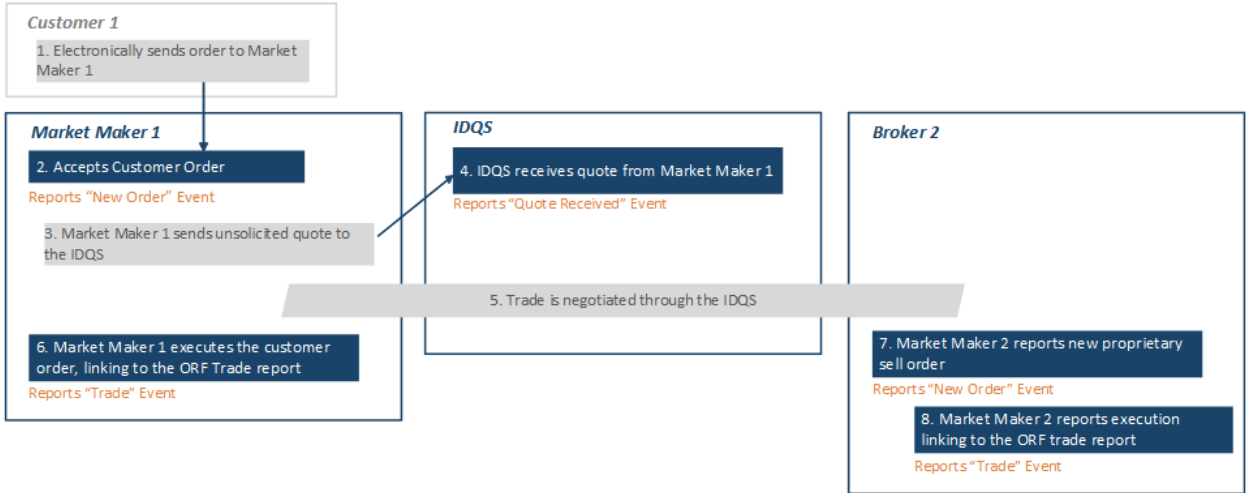 Customer 1
1. Electronically sends order to Market
Maker 1
Market Maker 1
2. Accepts Customer Order
Reports “New Order” Event
3. Market Maker 1 sends unsolicited quote to
the IDQS
IDQS
4. IDQS receives quote from Market Maker 1
Reports “Quote Received” Event
Broker 2
5. Trade is negotiated through the IDQS
6. Market Maker 1 executes the customer
order, linking to the ORF Trade report
Reports “Trade” Event
7. Market Maker 2 reports new proprietary
sell order
Reports “New Order” Event
8. Market Maker 2 reports execution
linking to the ORF trade report
Reports “Trade” Event